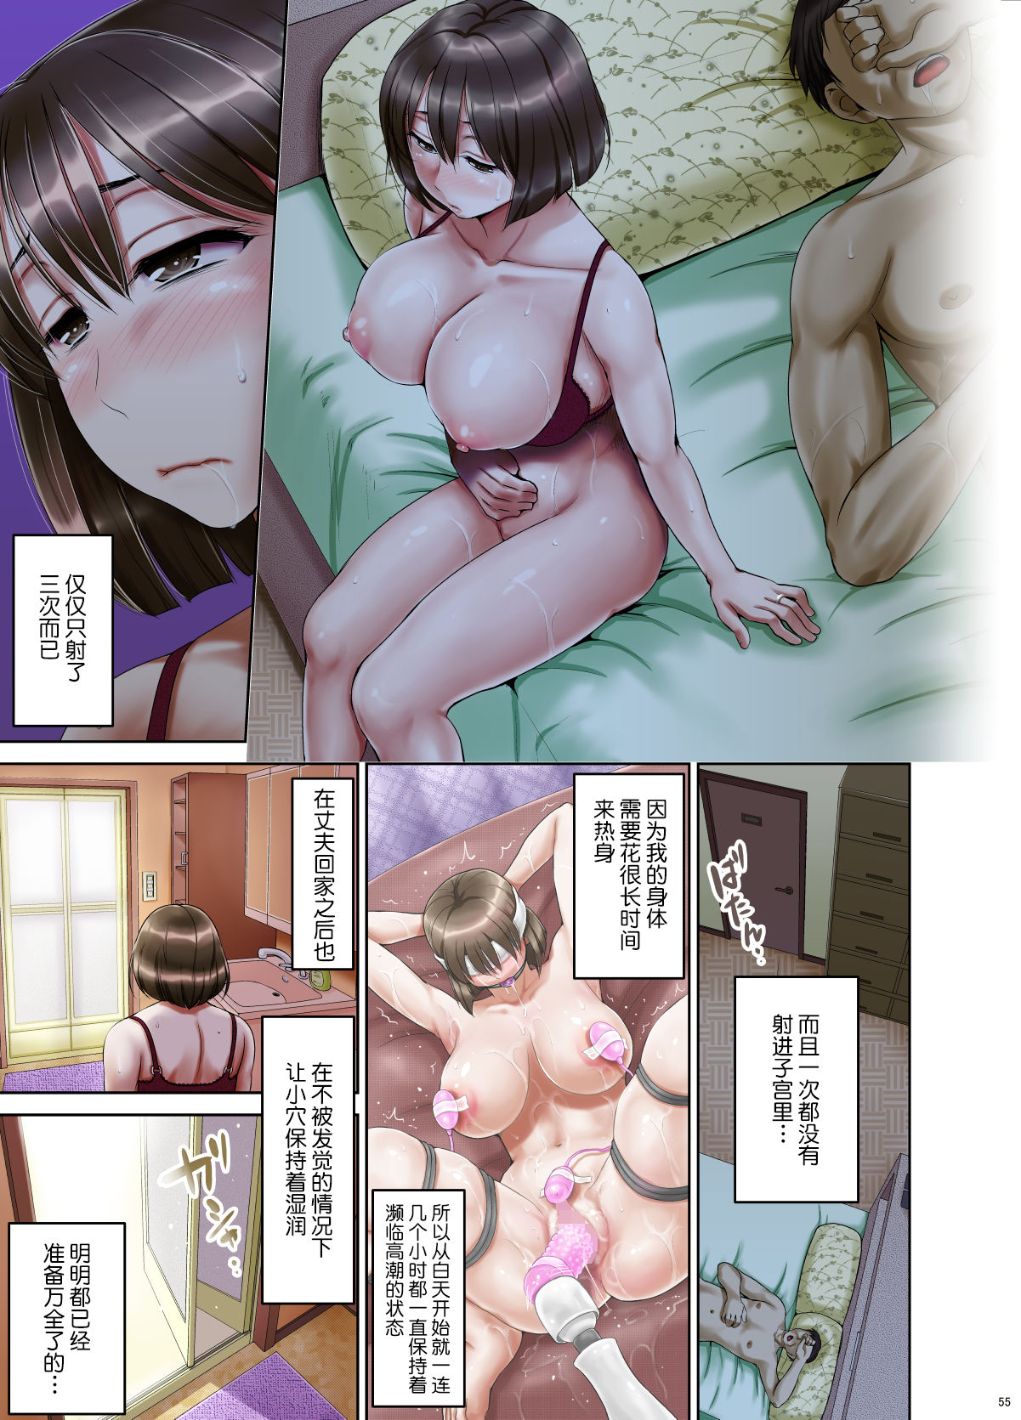 仅仅只射了
三次而已
ばたん…
而且一次都没有
射进子宫里…
因为我的身体
需要花很长时间
来热身
所以从白天开始就一连
几个小时都一直保持着
濒临高潮的状态
在丈夫回家之后也
在不被发觉的情况下
让小穴保持着湿润
ガシャ…
明明都已经
准备万全了的…
55